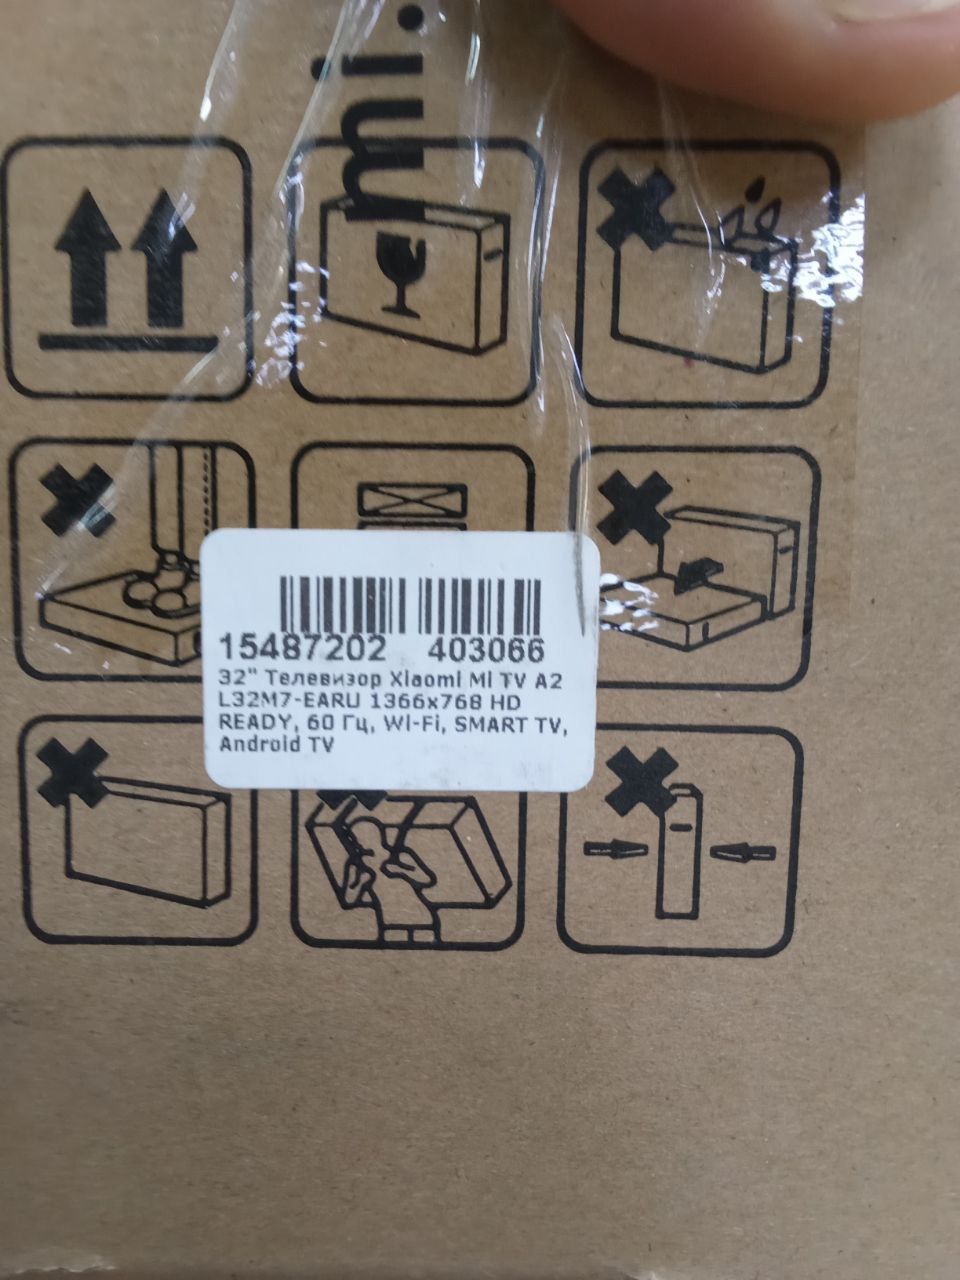 mi.
15487202 403066
32" Телевизор Xiaomi Mi TV A2
L32M7-EARU 1366x768 HD
READY, 60 Гц, Wi-Fi, SMART TV,
Android TV